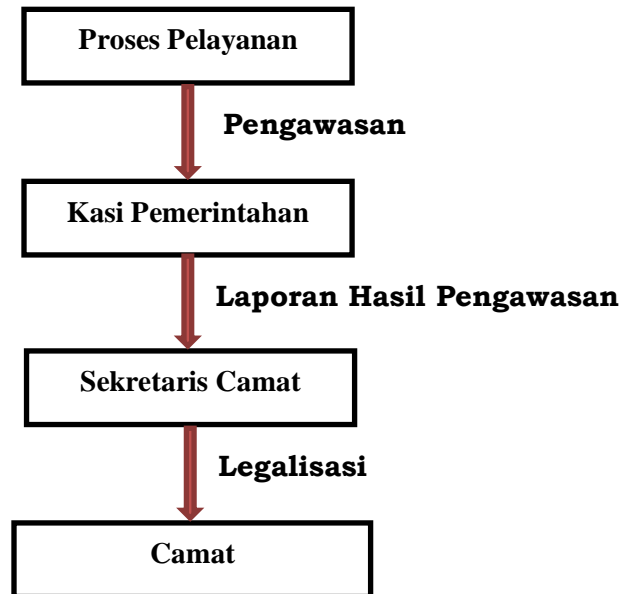 Proses Pelayanan
Pengawasan
Kasi Pemerintahan
Laporan Hasil Pengawasan
Sekretaris Camat
Legalisasi
Camat